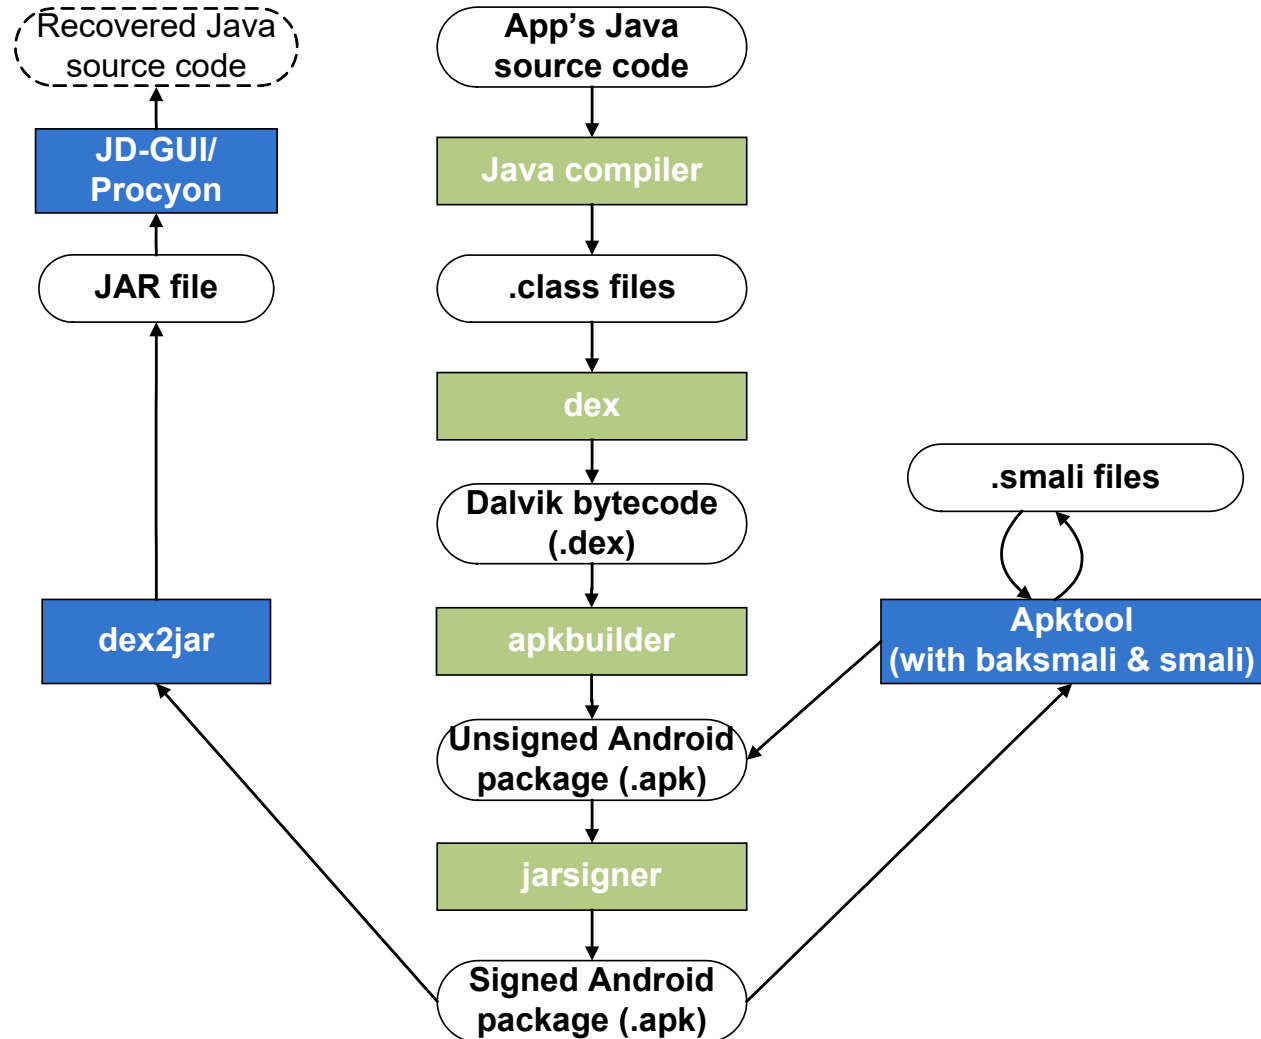 Recovered Java
source code
JD-GUI/
Procyon
JAR file
dex2jar
App’s Java
source code
Java compiler
.class files
dex
Dalvik bytecode
(.dex)
apkbuilder
Unsigned Android
package (.apk)
jarsigner
Signed Android
package (.apk)
.smali files
Apktool
(with baksmali & smali)